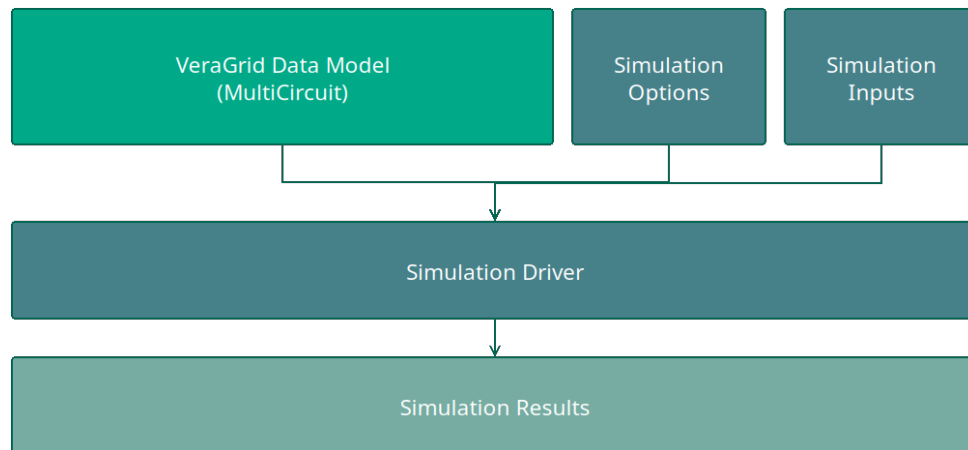 VeraGrid Data Model
(MultiCircuit)
Simulation
Options
Simulation
Inputs
Simulation Driver
Simulation Results